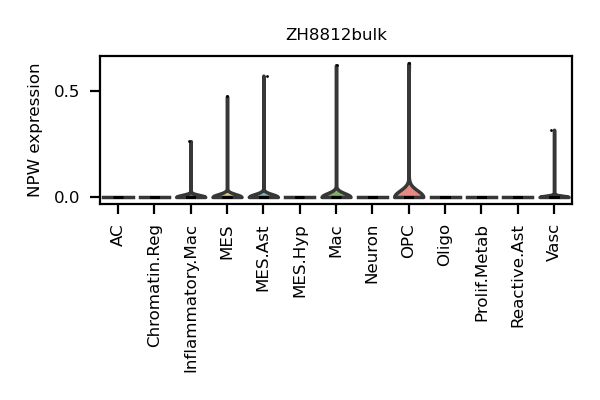 ZH8812bulk
NPW expression
0.5
0.0
AC
Chromatin.Reg
Inflammatory.Mac
MES
MES.Ast
MES.Hyp
Mac
Neuron
OPC
Oligo
Prolif.Metab
Reactive.Ast
Vasc